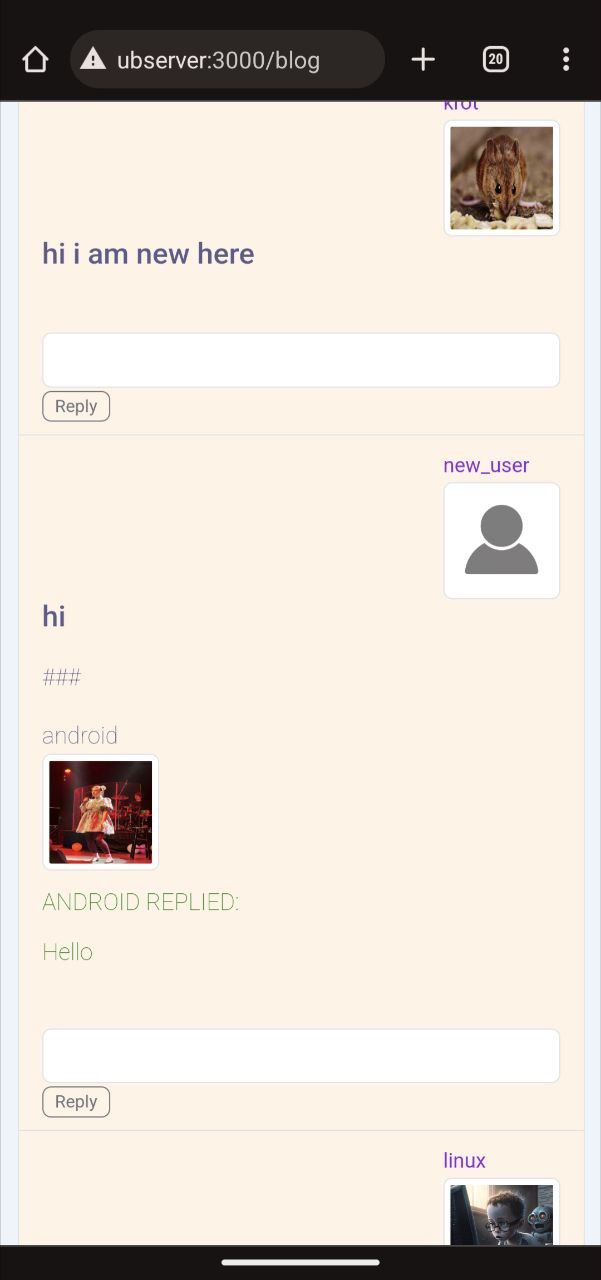 ubserver:3000/blog
20
krot
hi i am new here
Reply
new_user
hi
###
android
ANDROID REPLIED:
Hello
Reply
linux